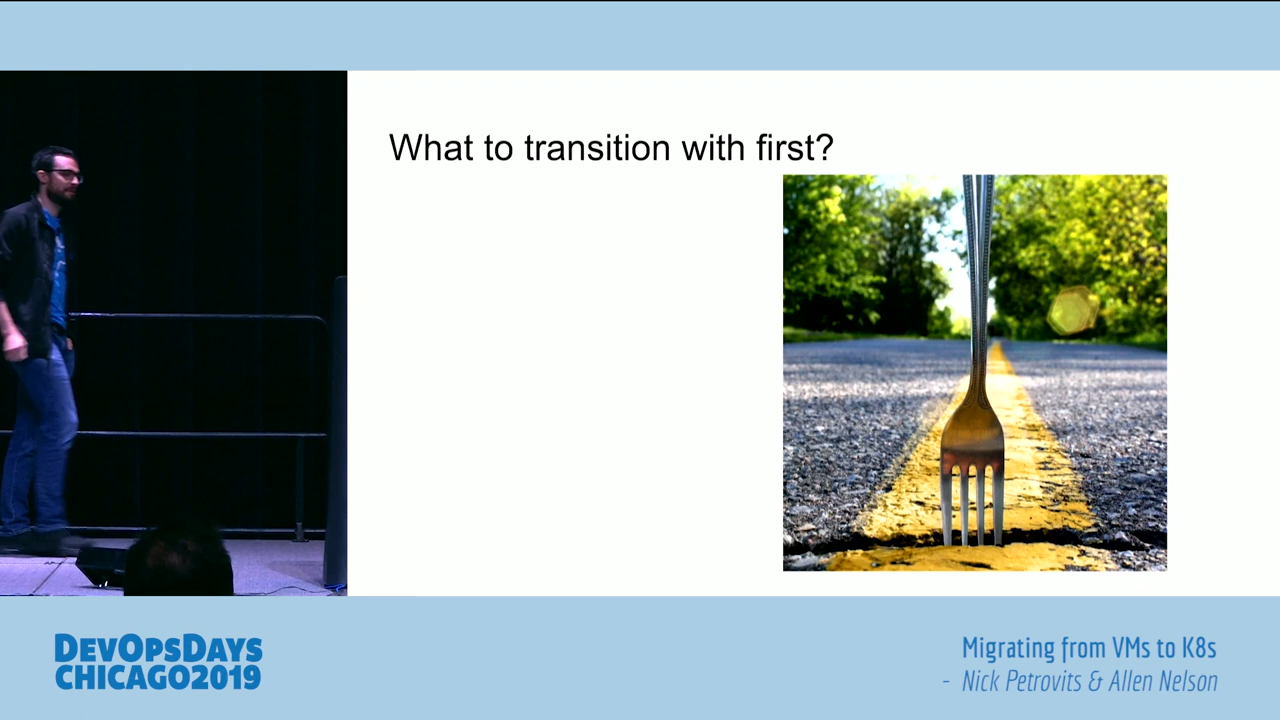 What to transition with first?
DEVOPSDAYS
CHICAGO2019
Migrating from VMs to K8s
- Nick Petrovits & Allen Nelson